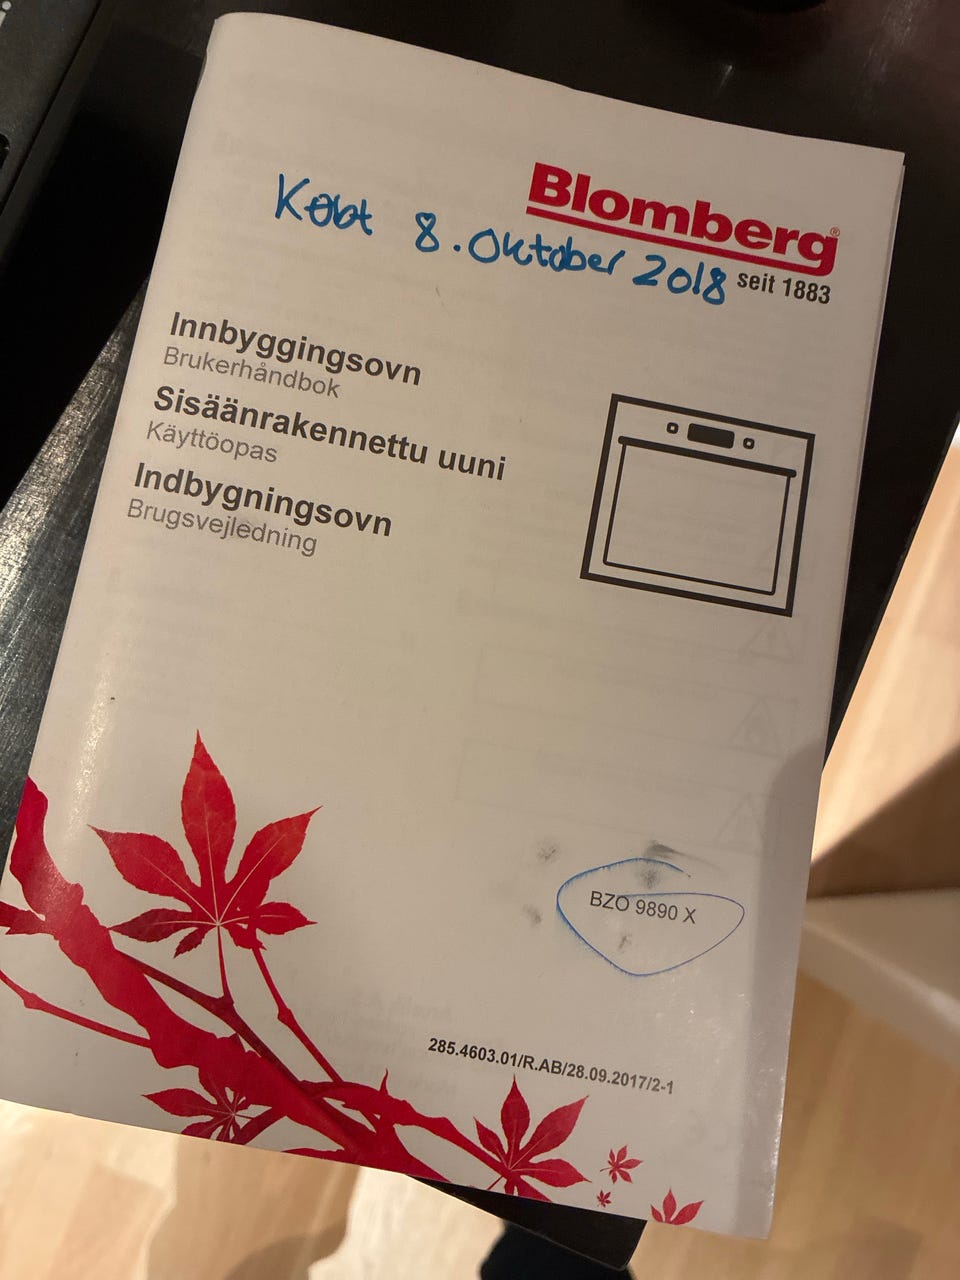 Blomberg®
seit 1883
Købt 8. Oktober 2018
Innbyggingsovn
Brukerhåndbok
Sisäänrakennettu uuni
Käyttöopas
Indbygningsovn
Brugsvejledning
BZO 9890 X
285.4603.01/R.AB/28.09.2017/2-1